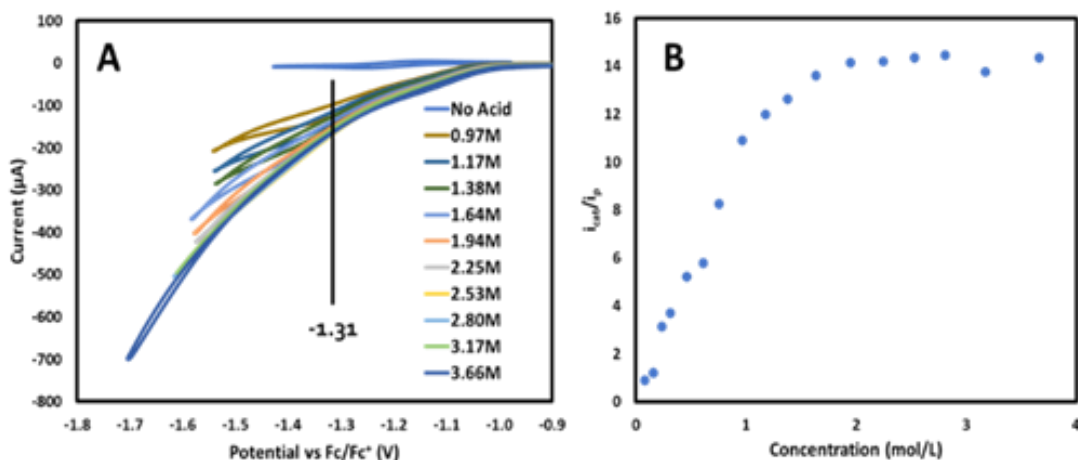 A
100
0
-100
-200
-300
-400
-500
-600
-700
-800
Current (µA)
-1.8 -1.7 -1.6 -1.5 -1.4 -1.3 -1.2 -1.1 -1.0 -0.9
Potential vs Fc/Fc⁺ (V)
-1.31
No Acid
0.97M
1.17M
1.38M
1.64M
1.94M
2.25M
2.53M
2.80M
3.17M
3.66M
B
16
14
12
10
8
6
4
2
0
i_cat/i_p
0 1 2 3 4
Concentration (mol/L)